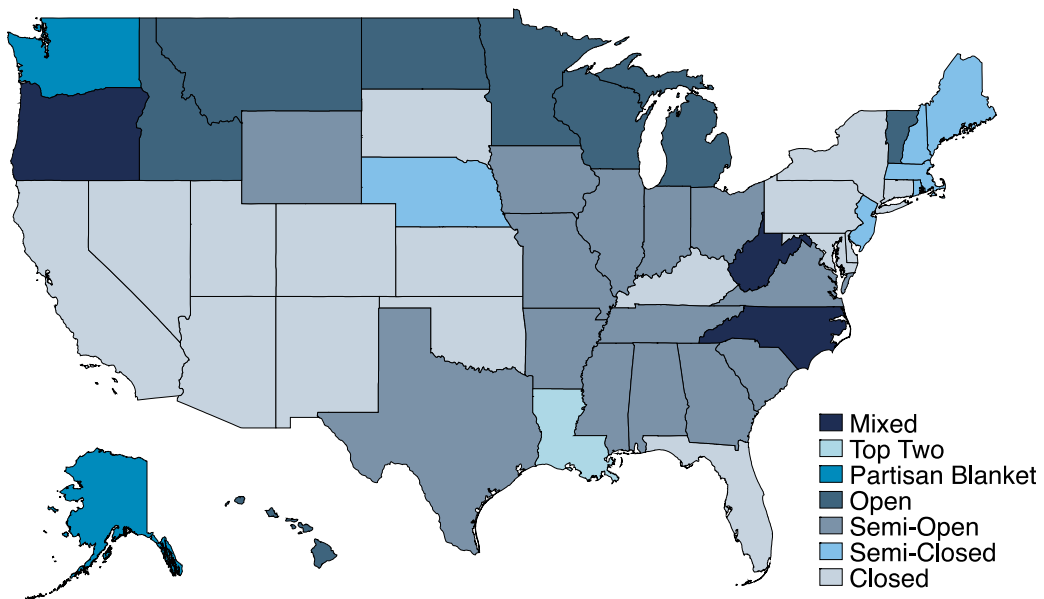 Mixed
Top Two
Partisan Blanket
Open
Semi-Open
Semi-Closed
Closed